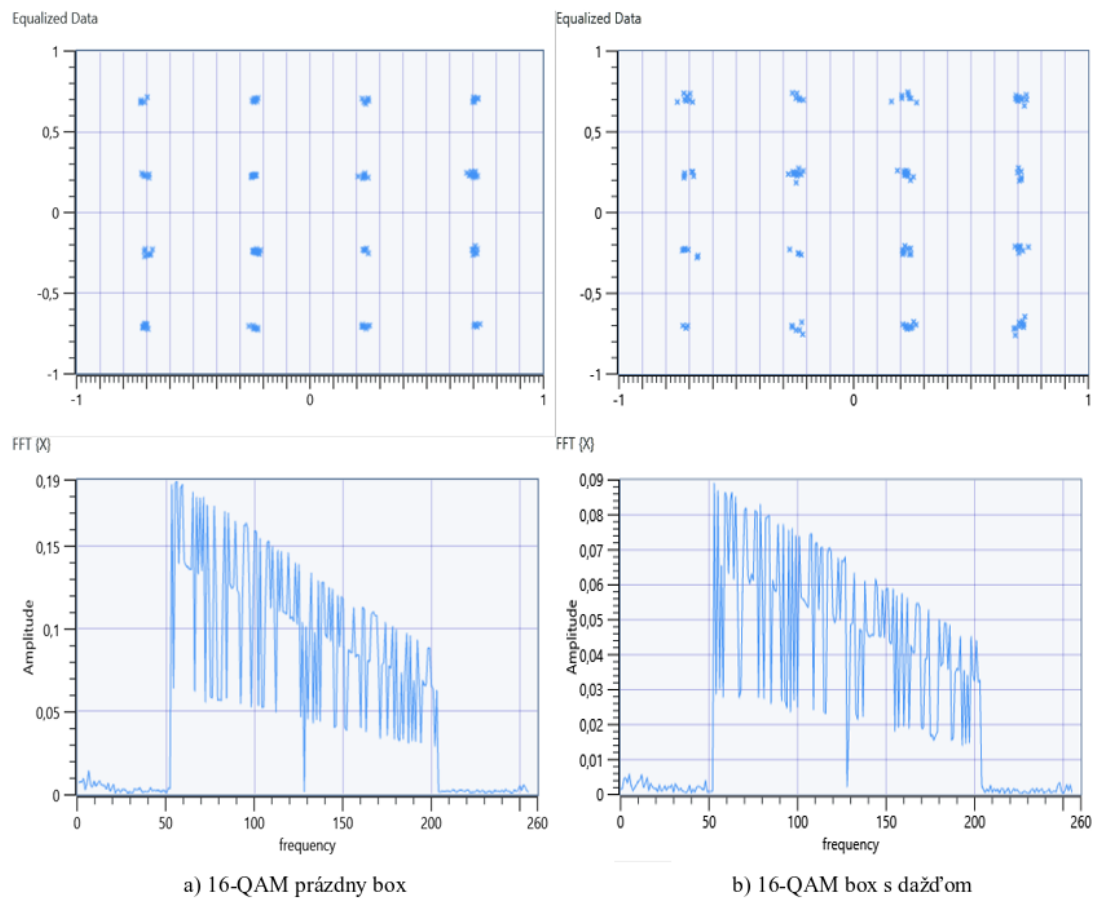 Equalized Data
1
0,5
0
-0,5
-1
-1 0 1
Equalized Data
1
0,5
0
-0,5
-1
-1 0 1
FFT {X}
0,19
0,15
0,1
0,05
0
Amplitude
0 50 100 150 200 260
frequency
FFT {X}
0,09
0,08
0,07
0,06
0,05
0,04
0,03
0,02
0,01
0
Amplitude
0 50 100 150 200 260
frequency
a) 16-QAM prázdny box
b) 16-QAM box s dažďom